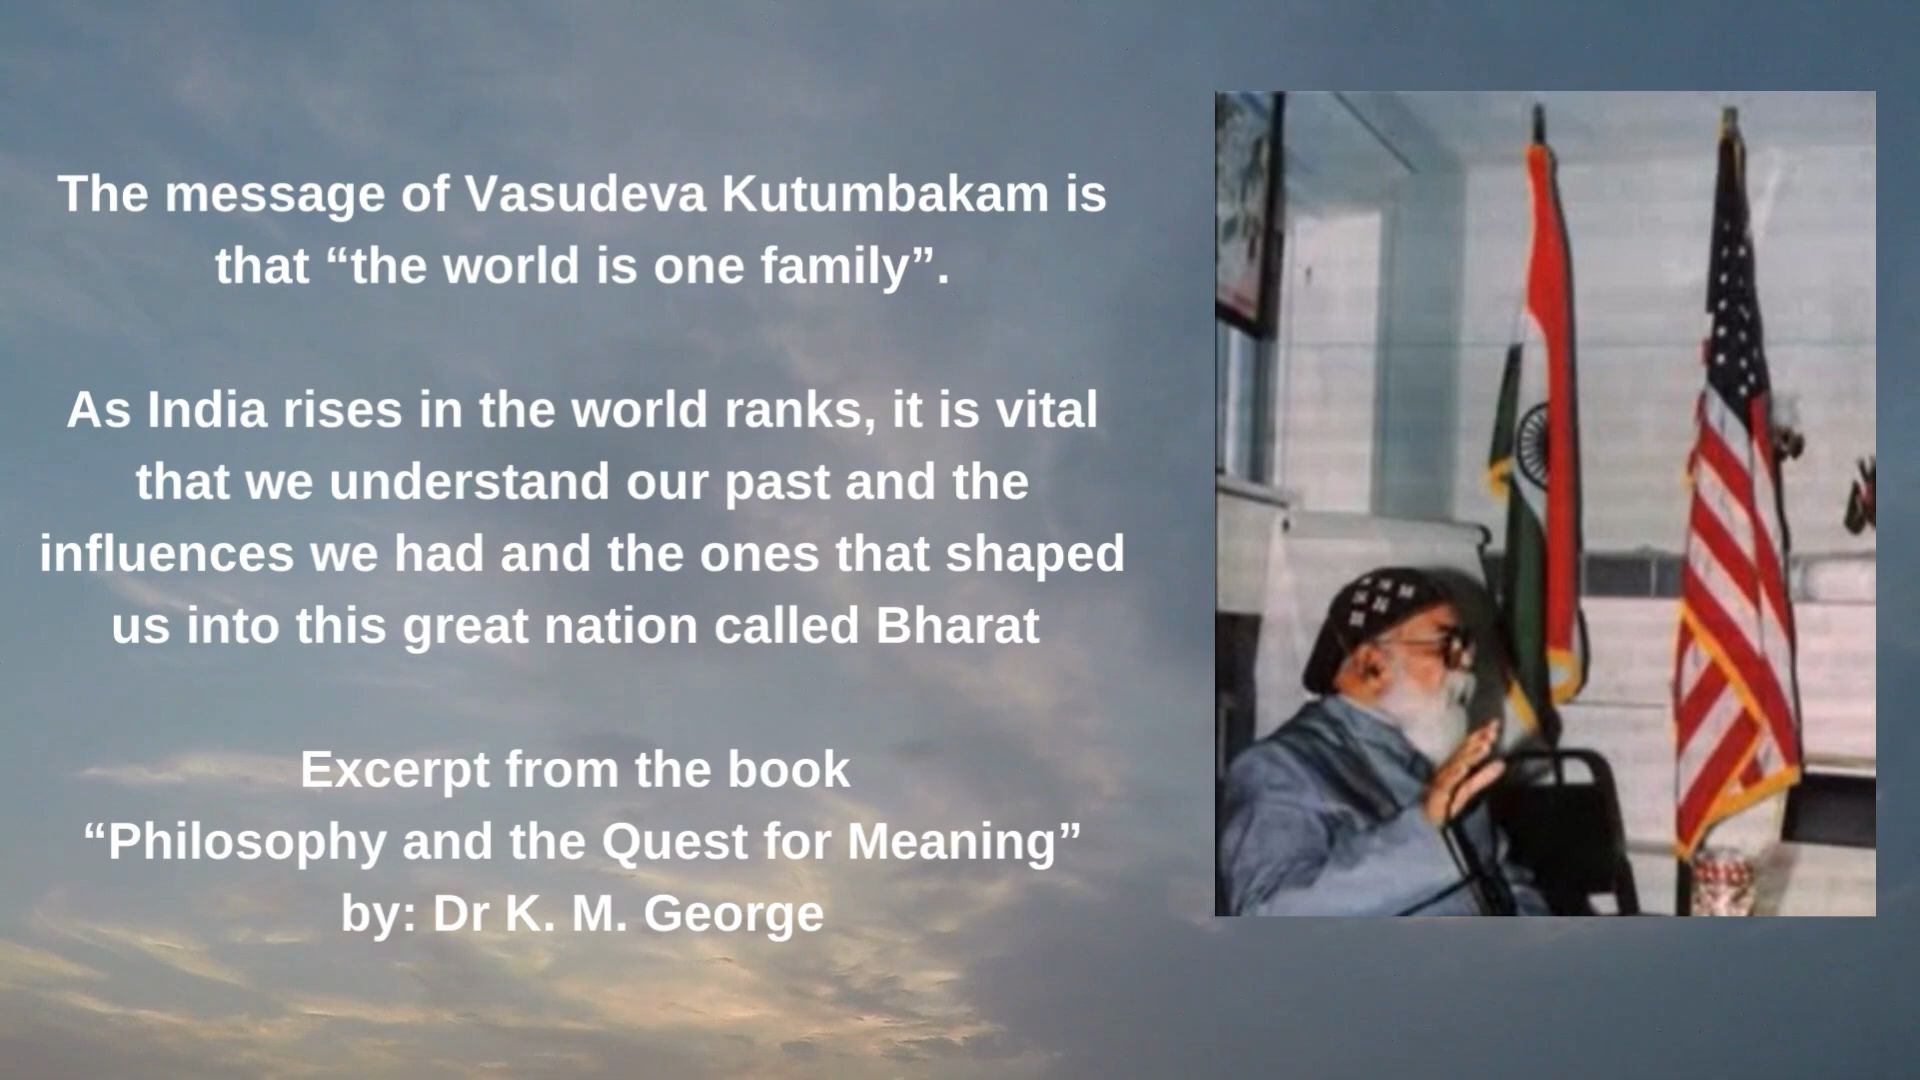 The message of Vasudeva Kutumbakam is
that “the world is one family”.
As India rises in the world ranks, it is vital
that we understand our past and the
influences we had and the ones that shaped
us into this great nation called Bharat
Excerpt from the book
“Philosophy and the Quest for Meaning”
by: Dr K. M. George